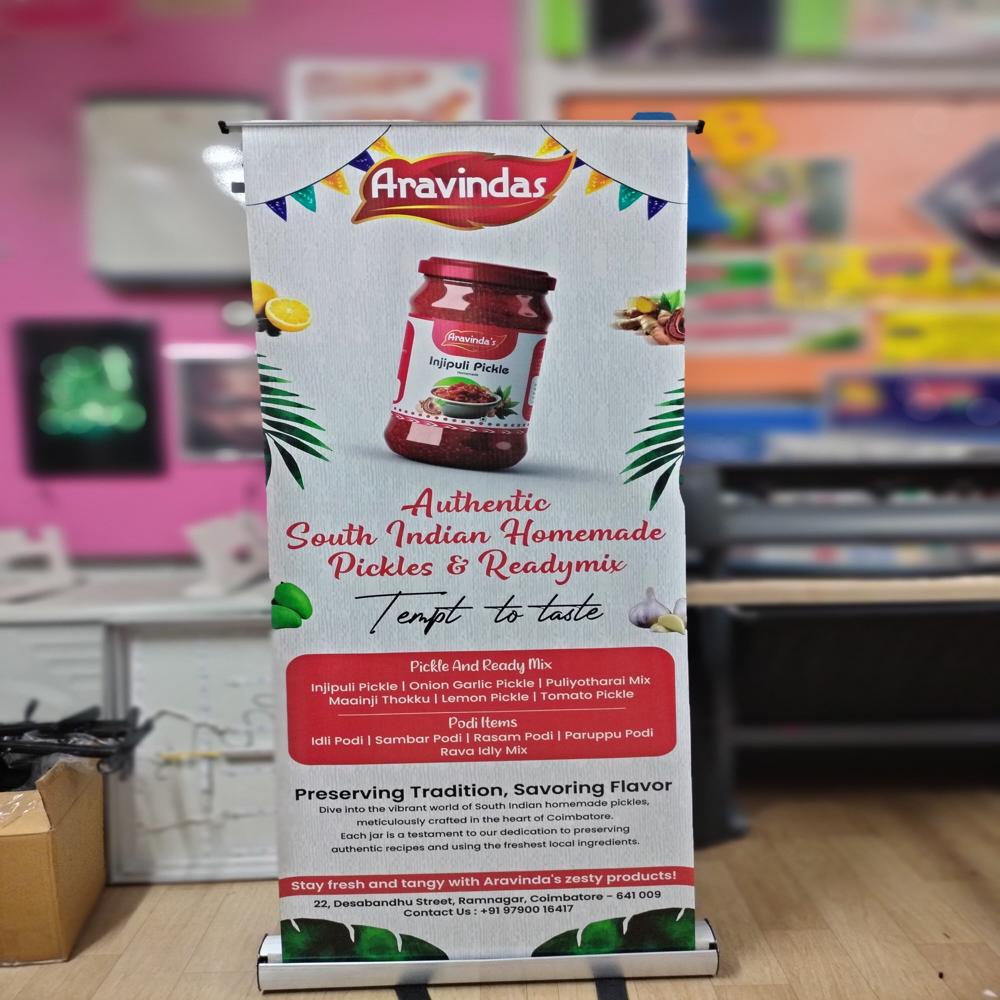 Aravindas
Aravinda's
Injipuli Pickle
Homemade
Authentic
South Indian Homemade
Pickles & Readymix
Tempt to taste
Pickle And Ready Mix
Injipuli Pickle | Onion Garlic Pickle | Puliyotharai Mix
Maainji Thokku | Lemon Pickle | Tomato Pickle
Podi Items
Idli Podi | Sambar Podi | Rasam Podi | Paruppu Podi
Rava Idly Mix
Preserving Tradition, Savoring Flavor
Dive into the vibrant world of South Indian homemade pickles,
meticulously crafted in the heart of Coimbatore.
Each jar is a testament to our dedication to preserving
authentic recipes and using the freshest local ingredients.
Stay fresh and tangy with Aravinda's zesty products!
22, Desabandhu Street, Ramnagar, Coimbatore - 641 009
Contact Us : +91 97900 16417